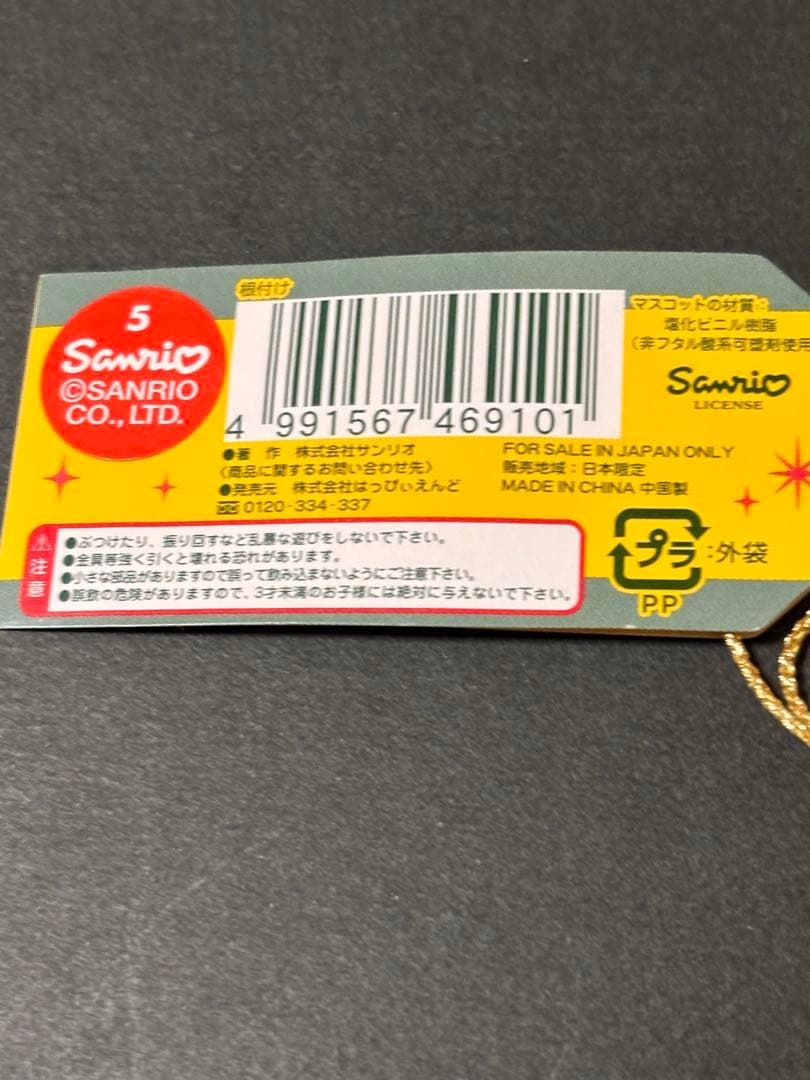 5
Sanrio
©SANRIO
CO., LTD.
根付け
4 991567 469101
マスコットの材質：
塩化ビニル樹脂
（非フタル酸系可塑剤使用
Sanrio
LICENSE
●著 作 株式会社サンリオ
〈商品に関するお問い合わせ先〉
●発売元 株式会社はっぴぃえんど
0120-334-337
FOR SALE IN JAPAN ONLY
販売地域：日本限定
MADE IN CHINA 中国製
注意
●ぶつけたり、振り回すなど乱暴な遊びをしないで下さい。
●金具等強く引くと壊れる恐れがあります。
●小さな部品がありますので誤って飲み込まないようにご注意下さい。
●誤飲の危険がありますので、3才未満のお子様には絶対に与えないで下さい。
プラ：外袋
PP